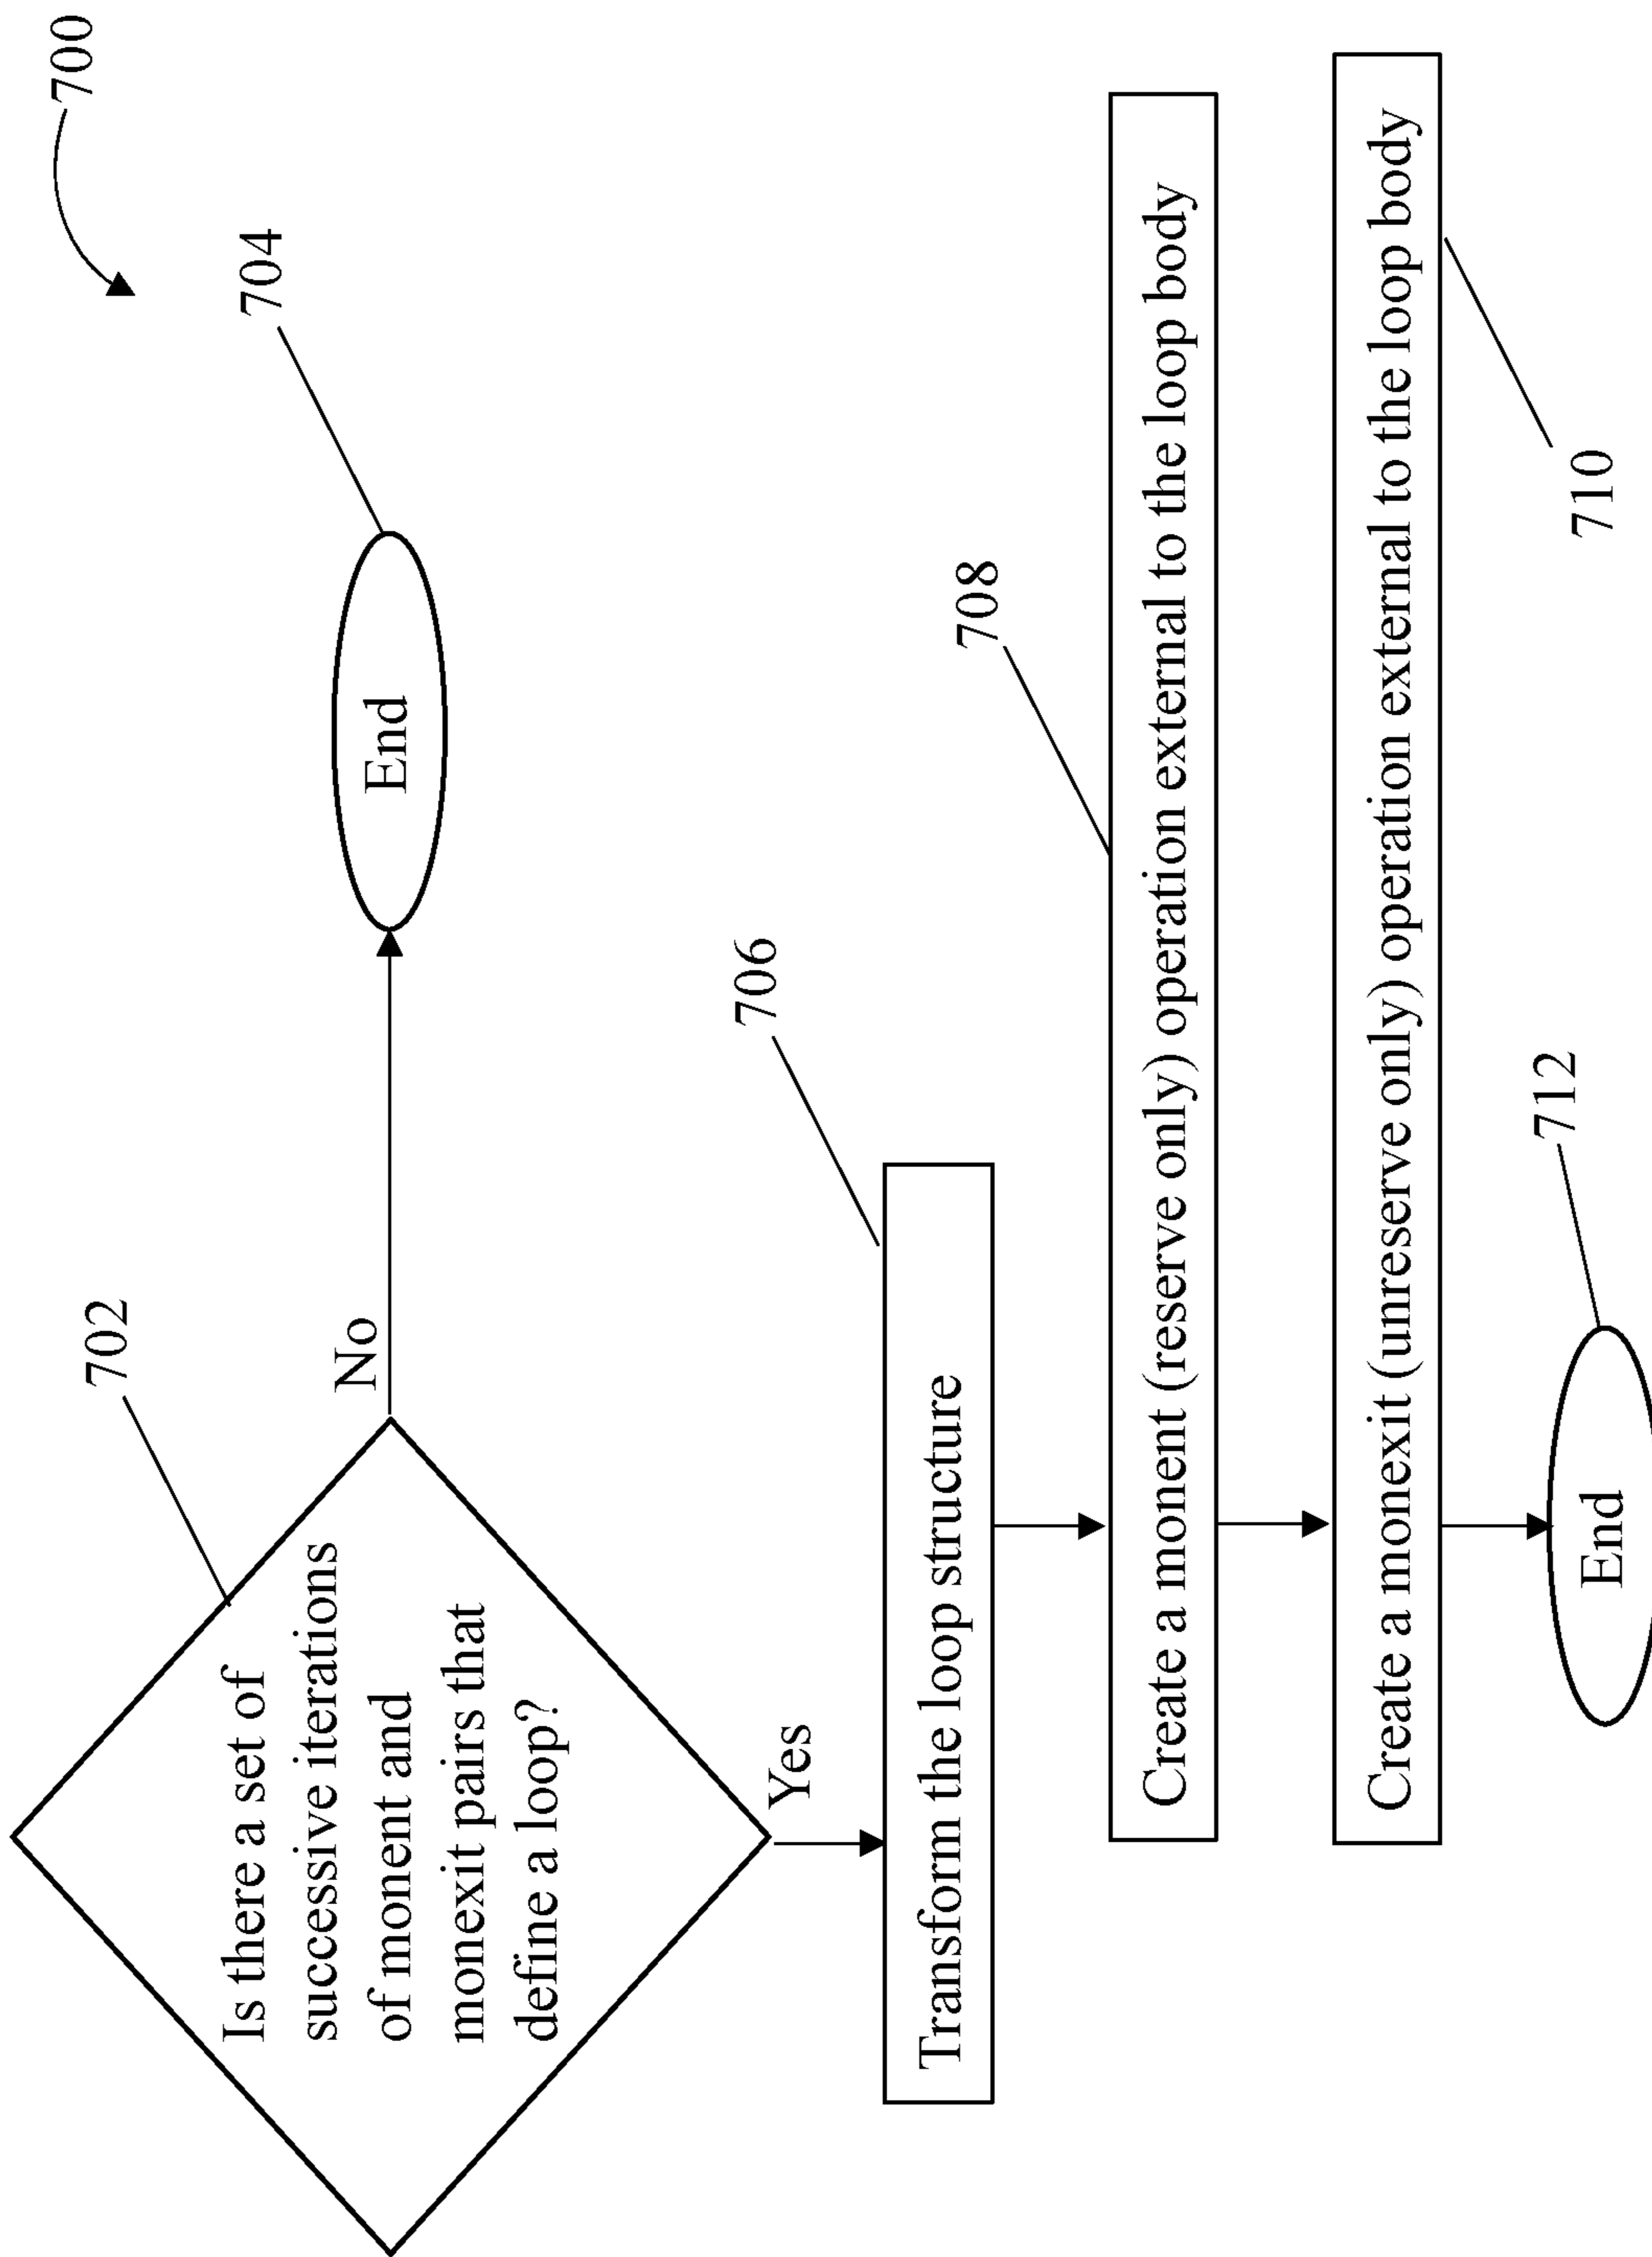 700
702
Is there a set of
successive iterations
of monent and
monexit pairs that
define a loop?
No
End
704
Yes
706
Transform the loop structure
708
Create a monent (reserve only) operation external to the loop body
Create a monexit (unreserve only) operation external to the loop body
710
712
End